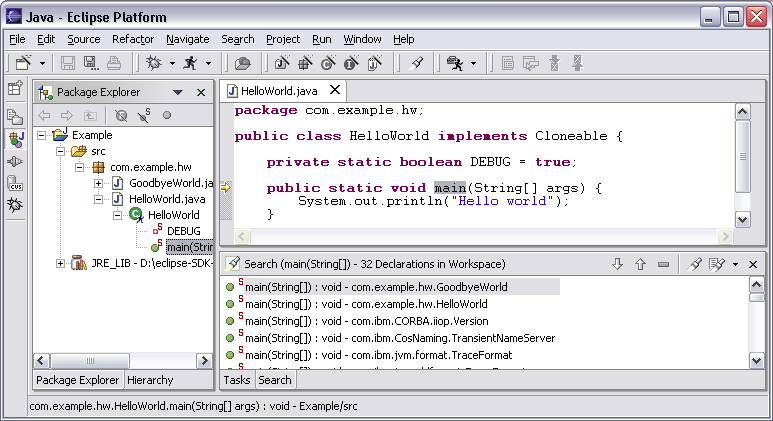 Java - Eclipse Platform
File Edit Source Refactor Navigate Search Project Run Window Help
Package Explorer
Example
src
com.example.hw
GoodbyeWorld.ja
HelloWorld.java
HelloWorld
DEBUG
main(Strin
JRE_LIB - D:\eclipse-SDK-
Package Explorer Hierarchy
HelloWorld.java
package com.example.hw;
public class HelloWorld implements Cloneable {
private static boolean DEBUG = true;
public static void main(String[] args) {
System.out.println("Hello world");
}
Search (main(String[]) - 32 Declarations in Workspace)
main(String[]) : void - com.example.hw.GoodbyeWorld
main(String[]) : void - com.example.hw.HelloWorld
main(String[]) : void - com.ibm.CORBA.iiop.Version
main(String[]) : void - com.ibm.CosNaming.TransientNameServer
main(String[]) : void - com.ibm.jvm.format.TraceFormat
Tasks Search
com.example.hw.HelloWorld.main(String[] args) : void - Example/src